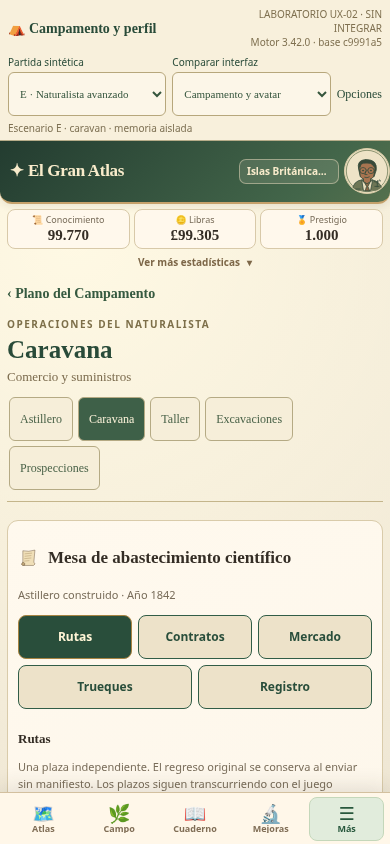 Campamento y perfil
LABORATORIO UX-02 · SIN
INTEGRAR
Motor 3.42.0 · base c9991a5
Partida sintética
Comparar interfaz
E · Naturalista avanzado
Campamento y avatar
Opciones
Escenario E · caravan · memoria aislada
El Gran Atlas
Islas Británica...
Conocimiento
99.770
Libras
£99.305
Prestigio
1.000
Ver más estadísticas ▾
‹ Plano del Campamento
OPERACIONES DEL NATURALISTA
Caravana
Comercio y suministros
Astillero
Caravana
Taller
Excavaciones
Prospecciones
Mesa de abastecimiento científico
Astillero construido · Año 1842
Rutas
Contratos
Mercado
Trueques
Registro
Rutas
Una plaza independiente. El regreso original se conserva al enviar
sin manifiesto. Los plazos siguen transcurriendo con el juego
Atlas
Campo
Cuaderno
Mejoras
Más